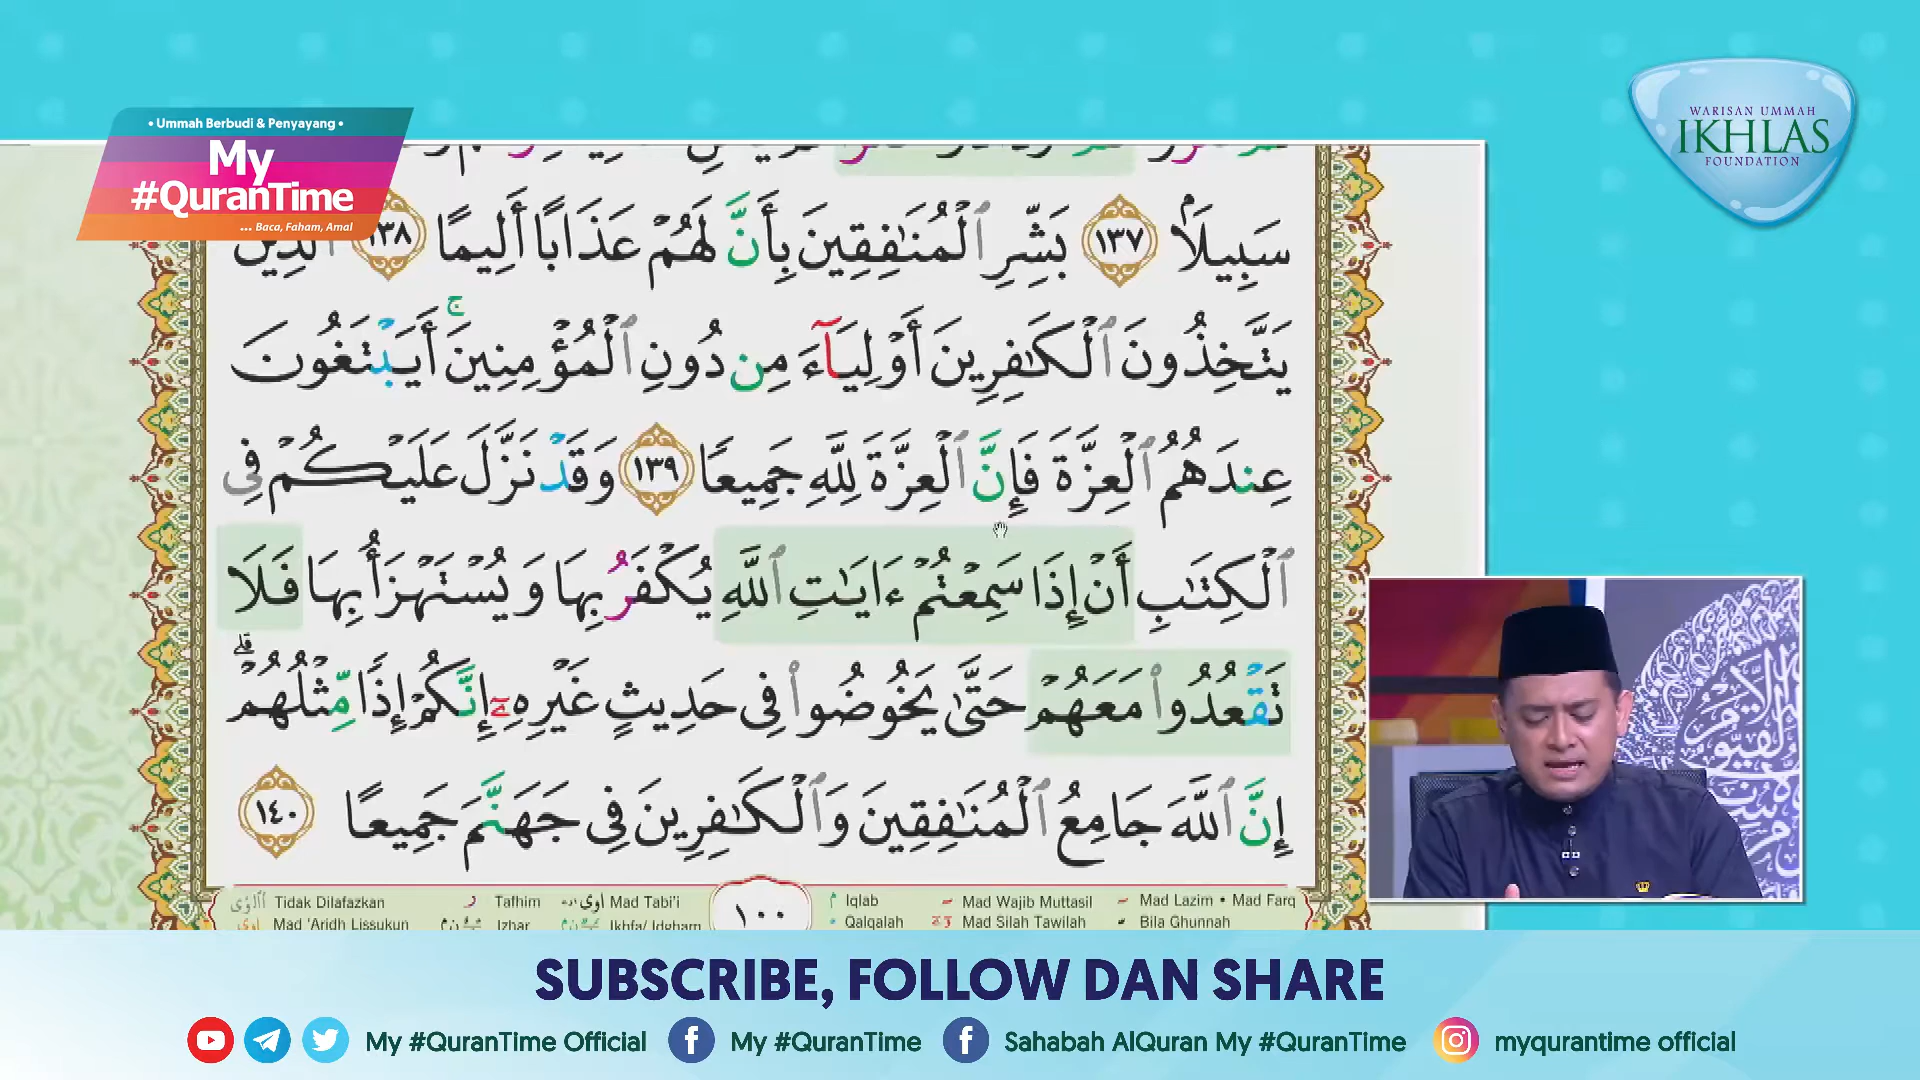 • Ummah Berbudi & Penyayang •
My
#QuranTime
... Baca, Faham, Amal
WARISAN UMMAH
IKHLAS
FOUNDATION
سَبِيلًاۢ ١٣٧ بَشِّرِ ٱلْمُنَـٰفِقِينَ بِأَنَّ لَهُمْ عَذَابًا أَلِيمًا ١٣٨ ٱلَّذِينَ
يَتَّخِذُونَ ٱلْكَـٰفِرِينَ أَوْلِيَآءَ مِن دُونِ ٱلْمُؤْمِنِينَ ۚ أَيَبْتَغُونَ
عِندَهُمُ ٱلْعِزَّةَ فَإِنَّ ٱلْعِزَّةَ لِلَّهِ جَمِيعًا ١٣٩ وَقَدْ نَزَّلَ عَلَيْكُمْ فِى
ٱلْكِتَـٰبِ أَنْ إِذَا سَمِعْتُمْ ءَايَـٰتِ ٱللَّهِ يُكْفَرُ بِهَا وَيُسْتَهْزَأُ بِهَا فَلَا
تَقْعُدُوا۟ مَعَهُمْ حَتَّىٰ يَخُوضُوا۟ فِى حَدِيثٍ غَيْرِهِۦٓ إِنَّكُمْ إِذًا مِّثْلُهُمْ ۗ
إِنَّ ٱللَّهَ جَامِعُ ٱلْمُنَـٰفِقِينَ وَٱلْكَـٰفِرِينَ فِى جَهَنَّمَ جَمِيعًا ١٤٠
Tidak Dilafazkan Tafhim Mad Tabi'i ١٠٠ Iqlab Mad Wajib Muttasil Mad Lazim • Mad Farq
Mad 'Aridh Lissukun Izhar Ikhfa/ Idgham Qalqalah Mad Silah Tawilah Bila Ghunnah
SUBSCRIBE, FOLLOW DAN SHARE
My #QuranTime Official My #QuranTime Sahabah AlQuran My #QuranTime myqurantime official